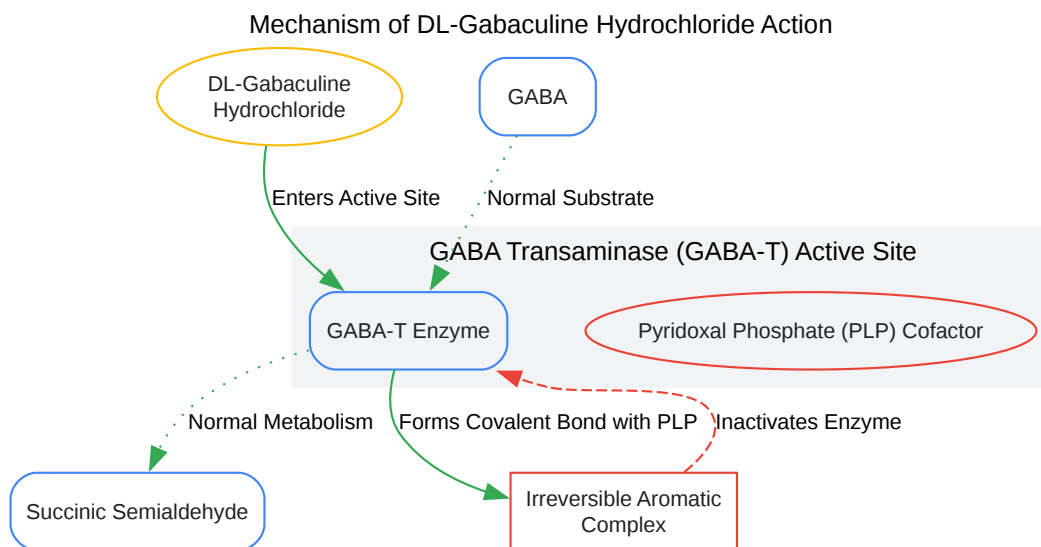 Mechanism of DL-Gabaculine Hydrochloride Action
DL-Gabaculine
Hydrochloride
GABA
Enters Active Site
Normal Substrate
GABA Transaminase (GABA-T) Active Site
GABA-T Enzyme
Pyridoxal Phosphate (PLP) Cofactor
Normal Metabolism
Forms Covalent Bond with PLP
Inactivates Enzyme
Succinic Semialdehyde
Irreversible Aromatic
Complex